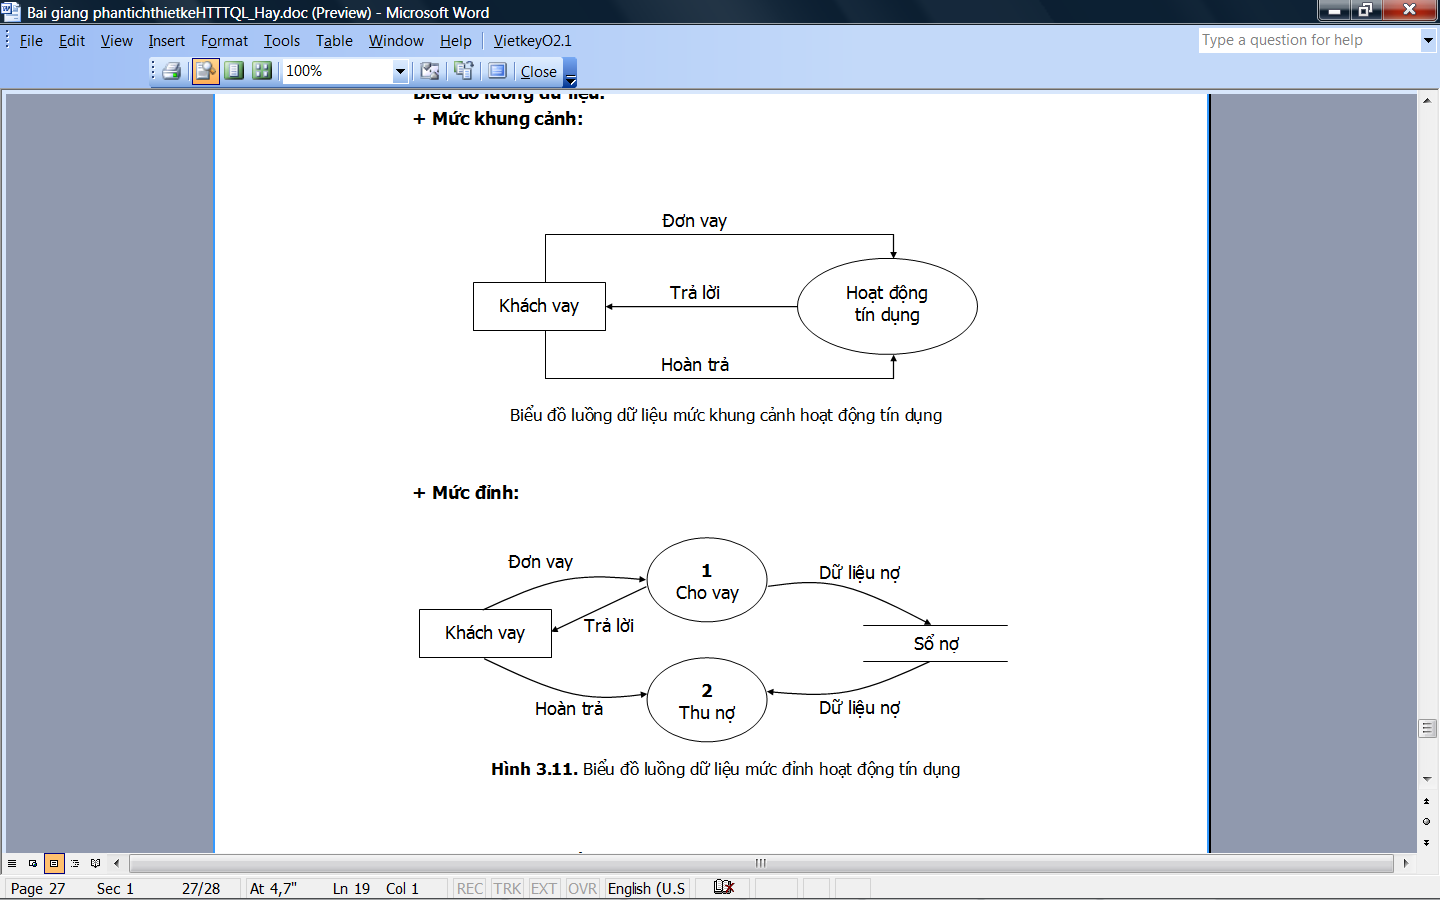 Bai giang phantichthietkeHTTTQL_Hay.doc (Preview) - Microsoft Word
File Edit View Insert Format Tools Table Window Help VietkeyO2.1
Type a question for help
100%
Close
Biểu đồ luồng dữ liệu:
+ Mức khung cảnh:
Đơn vay
Khách vay
Trả lời
Hoạt động
tín dụng
Hoàn trả
Biểu đồ luồng dữ liệu mức khung cảnh hoạt động tín dụng
+ Mức đỉnh:
Đơn vay
1
Cho vay
Dữ liệu nợ
Khách vay
Trả lời
Sổ nợ
2
Thu nợ
Hoàn trả
Dữ liệu nợ
Hình 3.11. Biểu đồ luồng dữ liệu mức đỉnh hoạt động tín dụng
Page 27 Sec 1 27/28 At 4,7" Ln 19 Col 1 REC TRK EXT OVR English (U.S